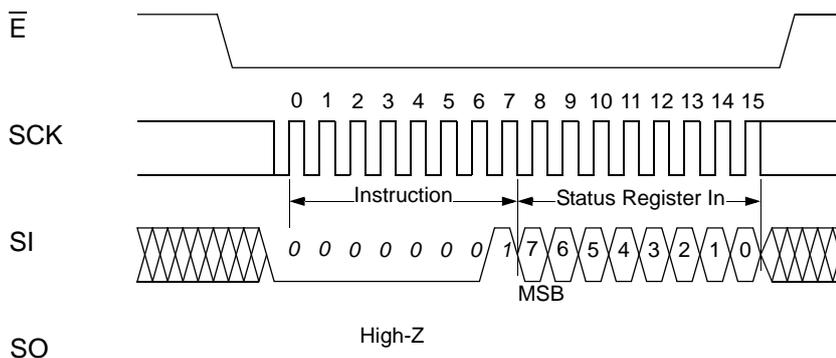 E̅
0 1 2 3 4 5 6 7 8 9 10 11 12 13 14 15
SCK
Instruction Status Register In
SI 0 0 0 0 0 0 0 1 7 6 5 4 3 2 1 0
MSB
High-Z
SO